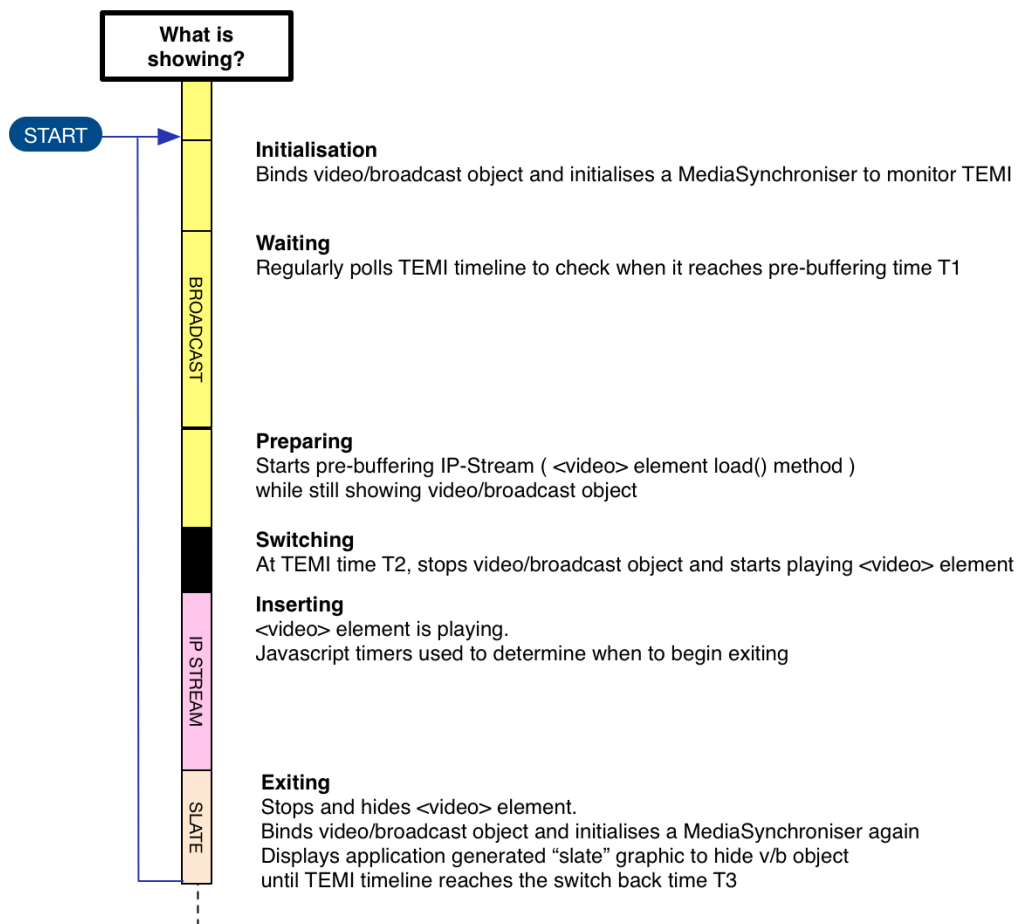 What is
showing?
START
Initialisation
Binds video/broadcast object and initialises a MediaSynchroniser to monitor TEMI
Waiting
Regularly polls TEMI timeline to check when it reaches pre-buffering time T1
BROADCAST
Preparing
Starts pre-buffering IP-Stream ( <video> element load() method )
while still showing video/broadcast object
Switching
At TEMI time T2, stops video/broadcast object and starts playing <video> element
Inserting
<video> element is playing.
Javascript timers used to determine when to begin exiting
IP STREAM
Exiting
Stops and hides <video> element.
Binds video/broadcast object and initialises a MediaSynchroniser again
Displays application generated “slate” graphic to hide v/b object
until TEMI timeline reaches the switch back time T3
SLATE